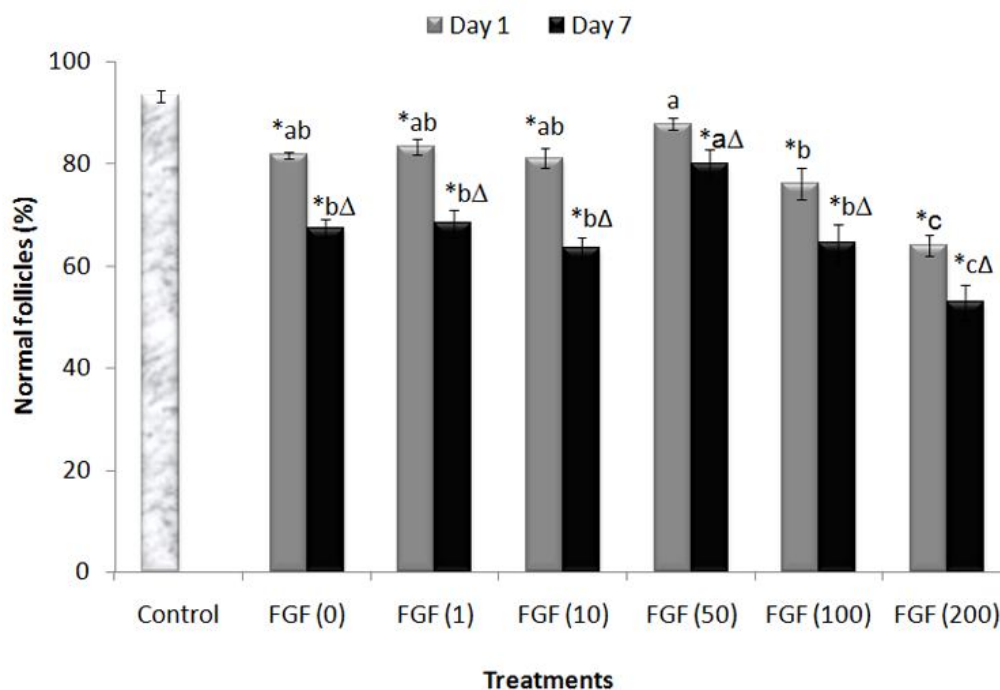 Day 1 Day 7
100
80
60
40
20
0
Normal follicles (%)
*ab *ab *ab a *b *c
*bΔ *bΔ *bΔ *aΔ *bΔ *cΔ
Control FGF (0) FGF (1) FGF (10) FGF (50) FGF (100) FGF (200)
Treatments